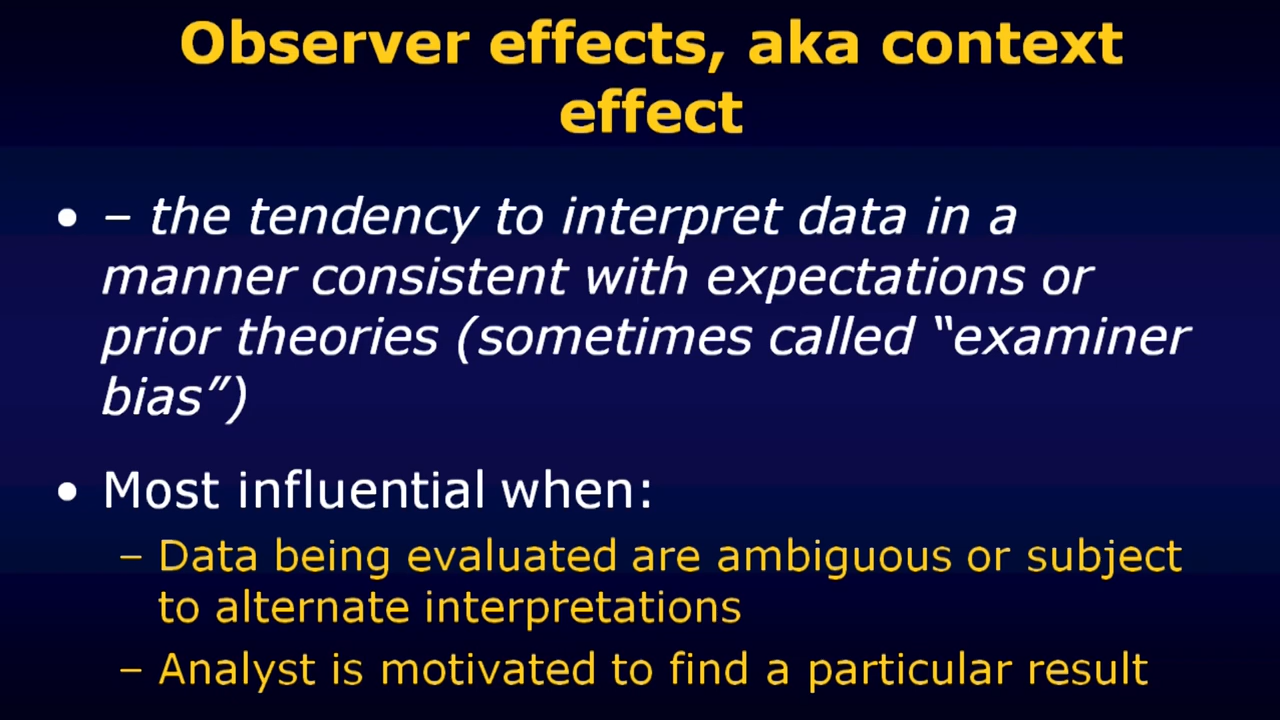 Observer effects, aka context
effect
• – the tendency to interpret data in a
manner consistent with expectations or
prior theories (sometimes called “examiner
bias”)
• Most influential when:
– Data being evaluated are ambiguous or subject
to alternate interpretations
– Analyst is motivated to find a particular result